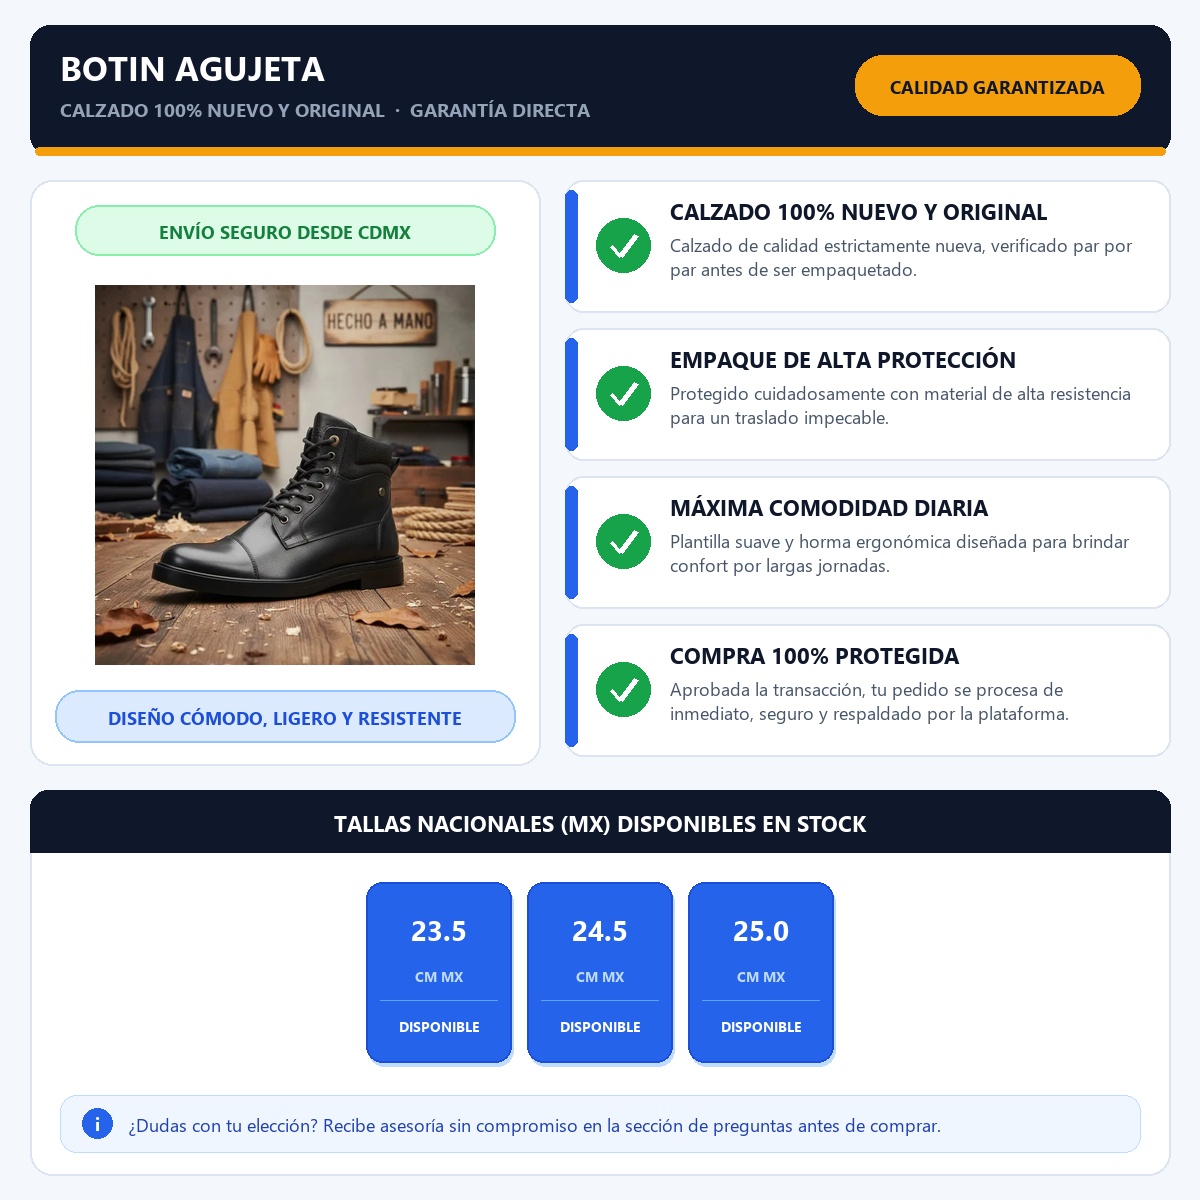 BOTIN AGUJETA
CALZADO 100% NUEVO Y ORIGINAL · GARANTÍA DIRECTA
CALIDAD GARANTIZADA
ENVÍO SEGURO DESDE CDMX
HECHO A MANO
DISEÑO CÓMODO, LIGERO Y RESISTENTE
CALZADO 100% NUEVO Y ORIGINAL
Calzado de calidad estrictamente nueva, verificado par por
par antes de ser empaquetado.
EMPAQUE DE ALTA PROTECCIÓN
Protegido cuidadosamente con material de alta resistencia
para un traslado impecable.
MÁXIMA COMODIDAD DIARIA
Plantilla suave y horma ergonómica diseñada para brindar
confort por largas jornadas.
COMPRA 100% PROTEGIDA
Aprobada la transacción, tu pedido se procesa de
inmediato, seguro y respaldado por la plataforma.
TALLAS NACIONALES (MX) DISPONIBLES EN STOCK
23.5
CM MX
DISPONIBLE
24.5
CM MX
DISPONIBLE
25.0
CM MX
DISPONIBLE
¿Dudas con tu elección? Recibe asesoría sin compromiso en la sección de preguntas antes de comprar.